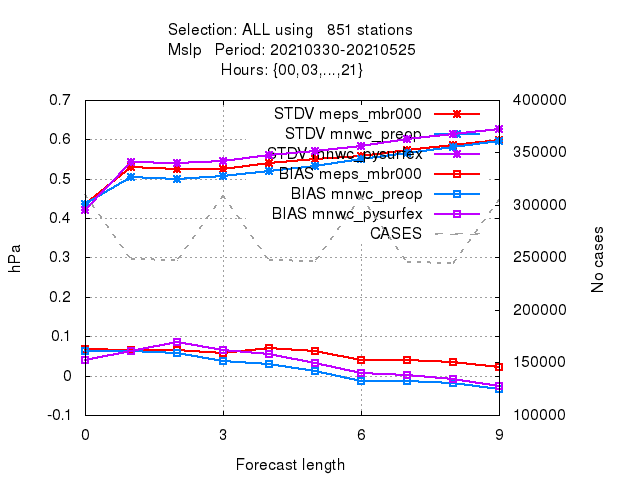 Selection: ALL using   851 stations
Mslp   Period: 20210330-20210525
Hours: {00,03,...,21}
0.7
0.6
0.5
0.4
0.3
0.2
0.1
0
-0.1
hPa
400000
350000
300000
250000
200000
150000
100000
No cases
STDV meps_mbr000
STDV mnwc_preop
STDV mnwc_pysurfex
BIAS meps_mbr000
BIAS mnwc_preop
BIAS mnwc_pysurfex
CASES
0 3 6 9
Forecast length